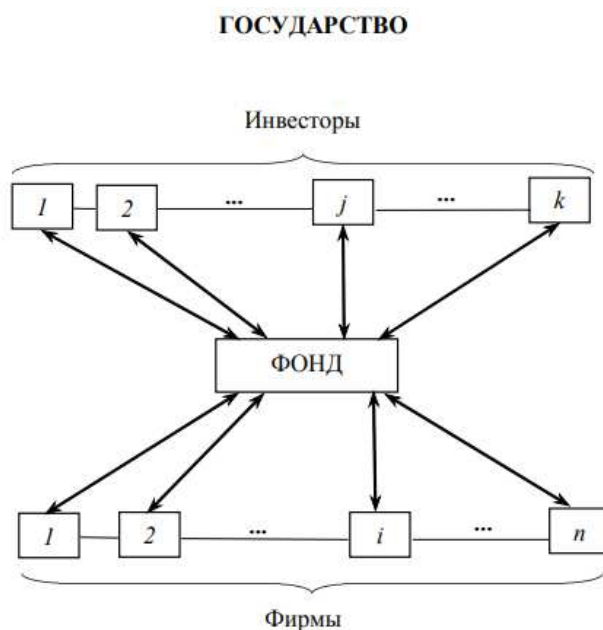 ГОСУДАРСТВО
Инвесторы
1 2 ... j ... k
ФОНД
1 2 ... i ... n
Фирмы